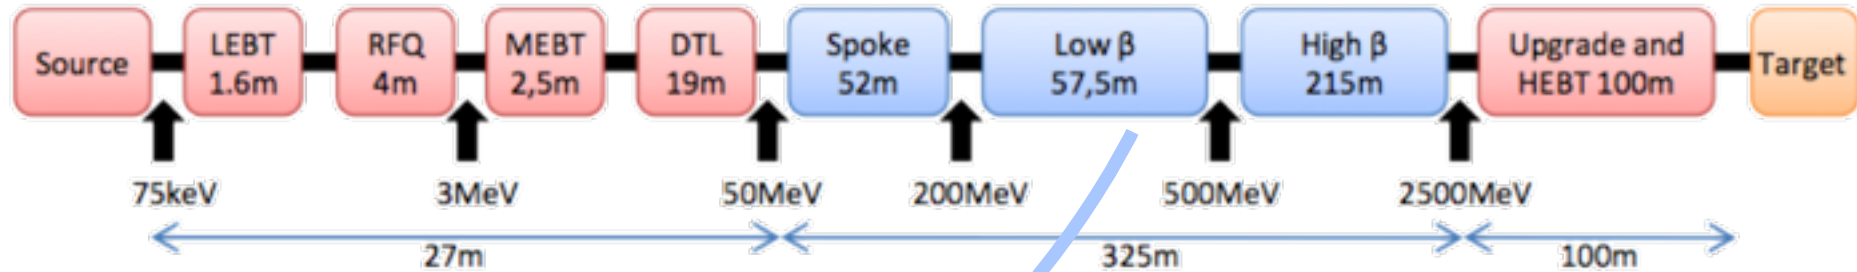 Source
LEBT
1.6m
RFQ
4m
MEBT
2,5m
DTL
19m
Spoke
52m
Low β
57,5m
High β
215m
Upgrade and
HEBT 100m
Target
75keV
3MeV
50MeV
200MeV
500MeV
2500MeV
27m
325m
100m